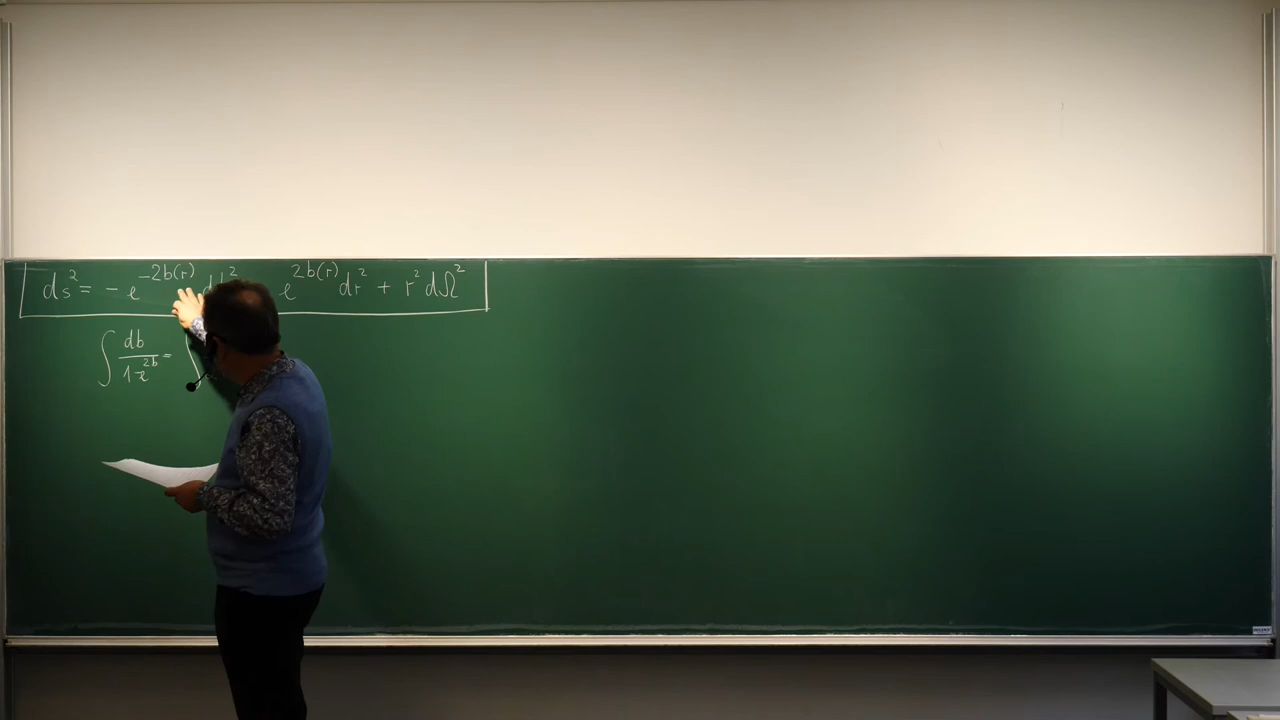 ds² = - e^{-2b(r)} dt² e^{2b(r)} dr² + r² dΩ²
∫ db/(1-e^{2b}) = ∫